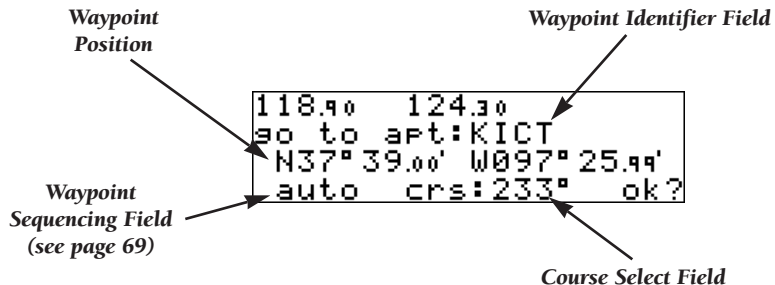 Waypoint Position
Waypoint Identifier Field
118.90 124.30
go to apt:KICT
N37° 39.00' W097° 25.99'
auto crs:233° ok?
Waypoint
Sequencing Field
(see page 69)
Course Select Field